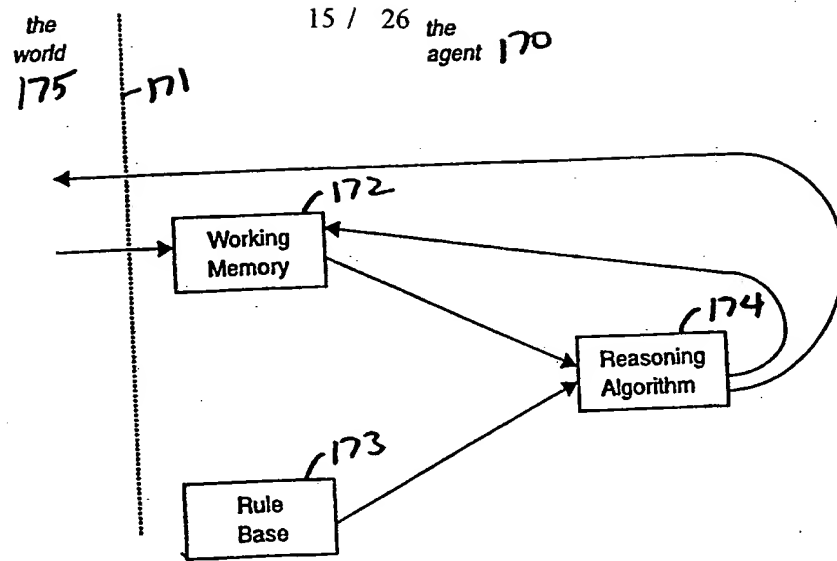 15 / 26
the
world
175
171
the
agent 170
172
Working
Memory
174
Reasoning
Algorithm
173
Rule
Base